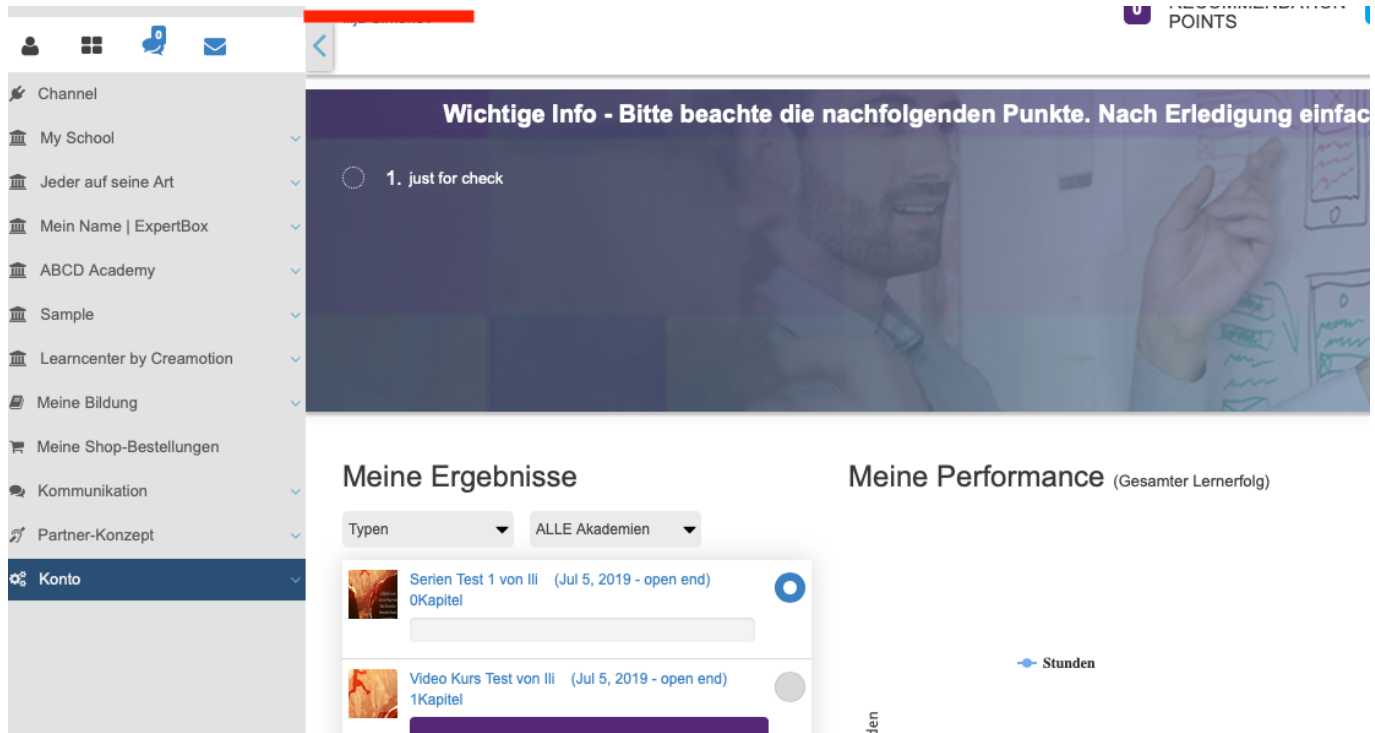 0
RECOMMENDATION
POINTS
0
Channel
My School
Jeder auf seine Art
Mein Name | ExpertBox
ABCD Academy
Sample
Learncenter by Creamotion
Meine Bildung
Meine Shop-Bestellungen
Kommunikation
Partner-Konzept
Konto
Wichtige Info - Bitte beachte die nachfolgenden Punkte. Nach Erledigung einfac
1. just for check
Meine Ergebnisse
Typen
ALLE Akademien
Serien Test 1 von Ili (Jul 5, 2019 - open end)
0Kapitel
Video Kurs Test von Ili (Jul 5, 2019 - open end)
1Kapitel
Meine Performance (Gesamter Lernerfolg)
Stunden